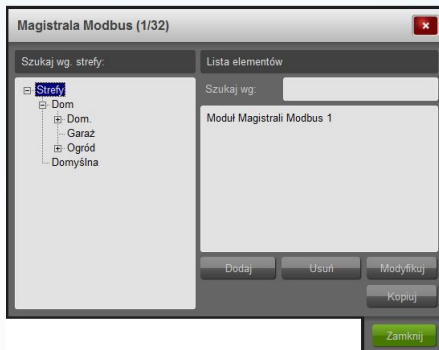 Magistrala Modbus (1/32)
Szukaj wg. strefy:
Strefy
Dom
Dom.
Garaż
Ogród
Domyślna
Lista elementów
Szukaj wg:
Moduł Magistrali Modbus 1
Dodaj
Usuń
Modyfikuj
Kopiuj
Zamknij